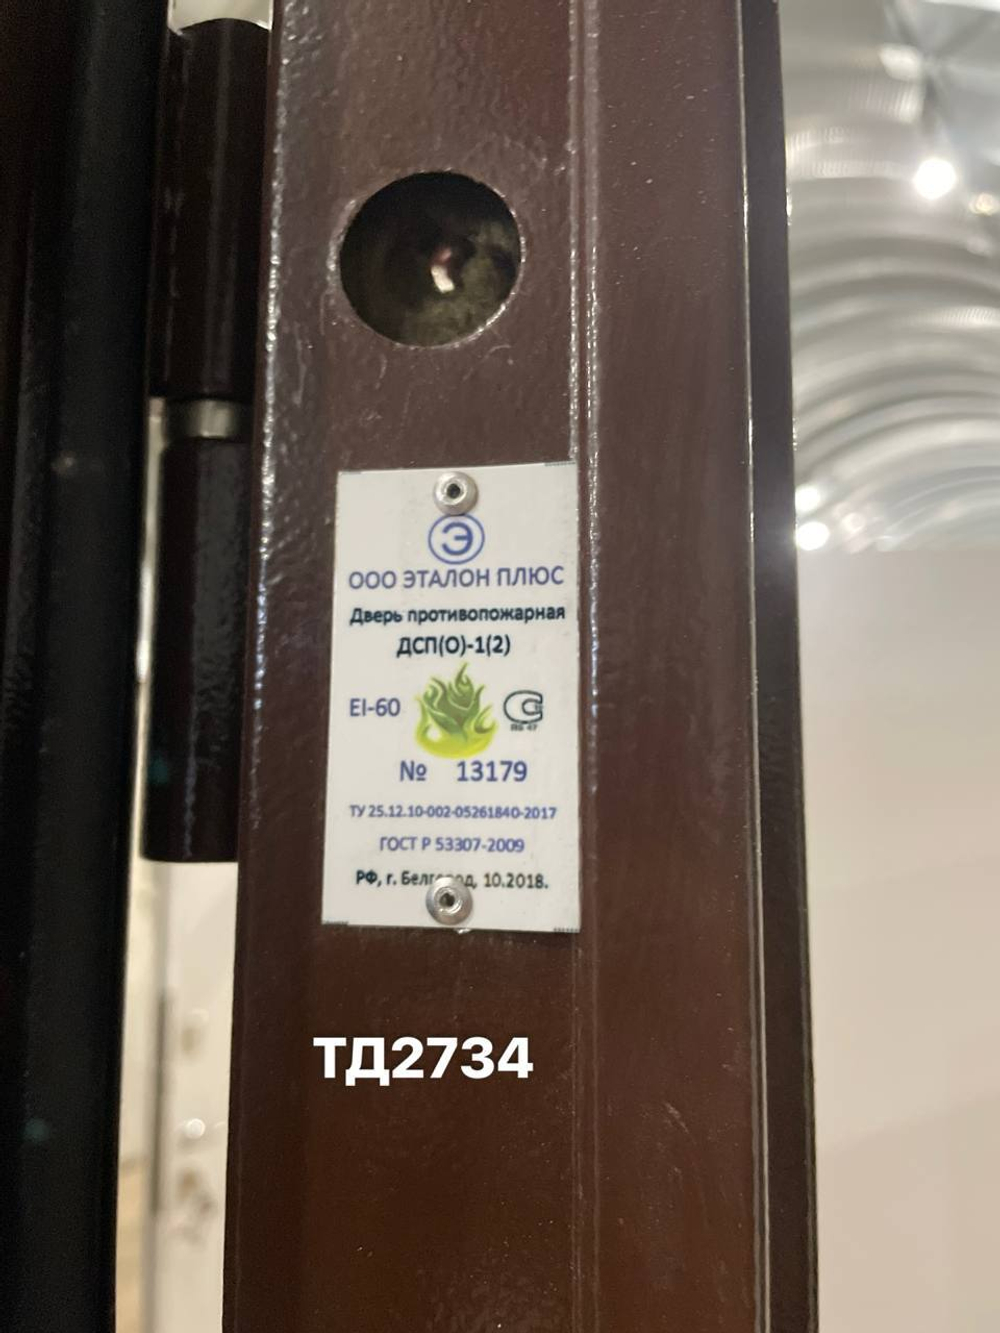 Э
ООО ЭТАЛОН ПЛЮС
Дверь противопожарная
ДСП(О)-1(2)
EI-60
№ 13179
ТУ 25.12.10-002-05261840-2017
ГОСТ Р 53307-2009
РФ, г. 10.2018.
ТД2734